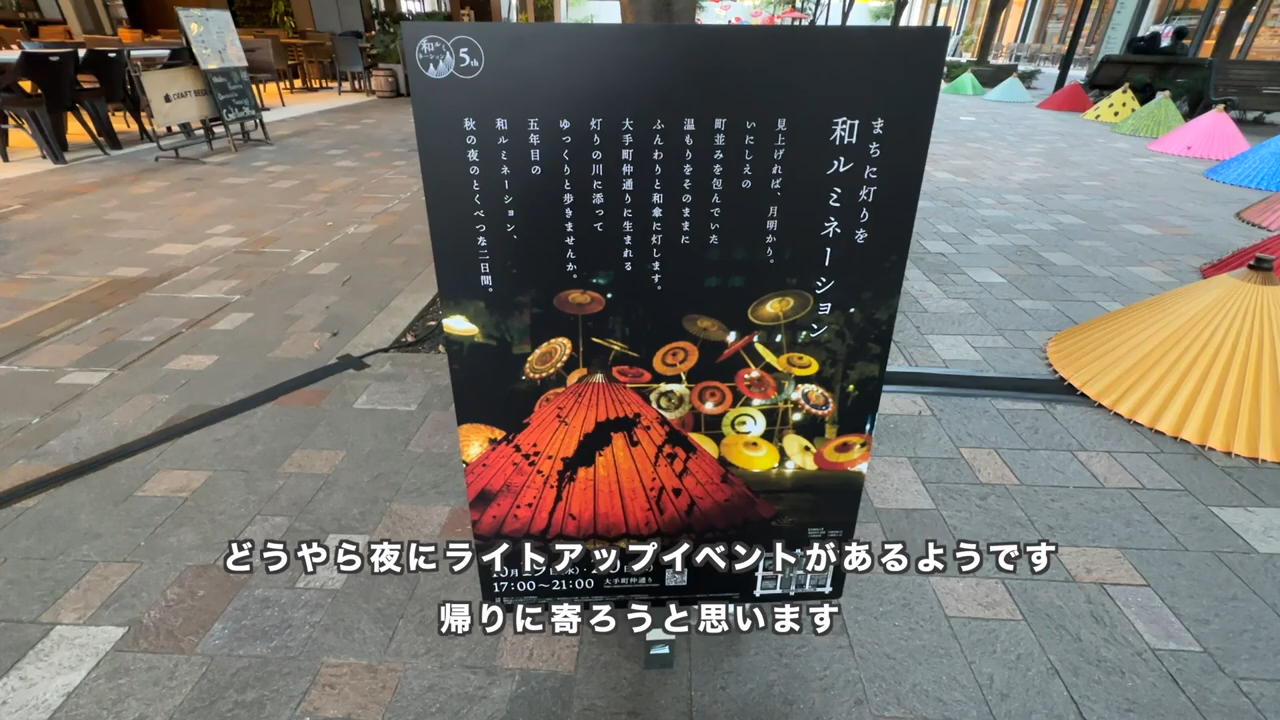 和ルミネーション
5th
まちに灯りを
和ルミネーション
見上げれば、月明かり。
いにしえの
町並みを包んでいた
温もりをそのままに
ふんわりと和傘に灯します。
大手町仲通りに生まれる
灯りの川に添って
ゆっくりと歩きませんか。
五年目の
和ルミネーション、
秋の夜のとくべつな二日間。
CRAFT BEER
どうやら夜にライトアップイベントがあるようです
17:00〜21:00 大手町仲通り
帰りに寄ろうと思います